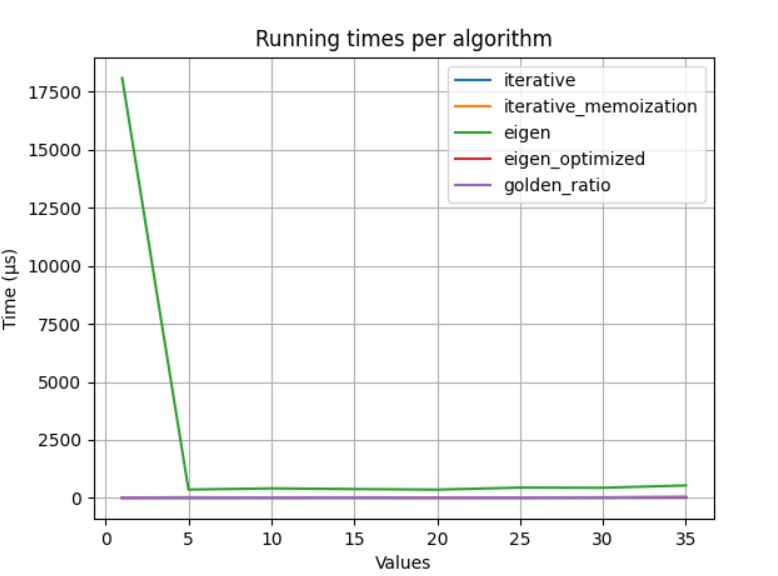 Running times per algorithm
iterative
iterative_memoization
eigen
eigen_optimized
golden_ratio
17500
15000
12500
10000
7500
5000
2500
0
Time (μs)
0 5 10 15 20 25 30 35
Values